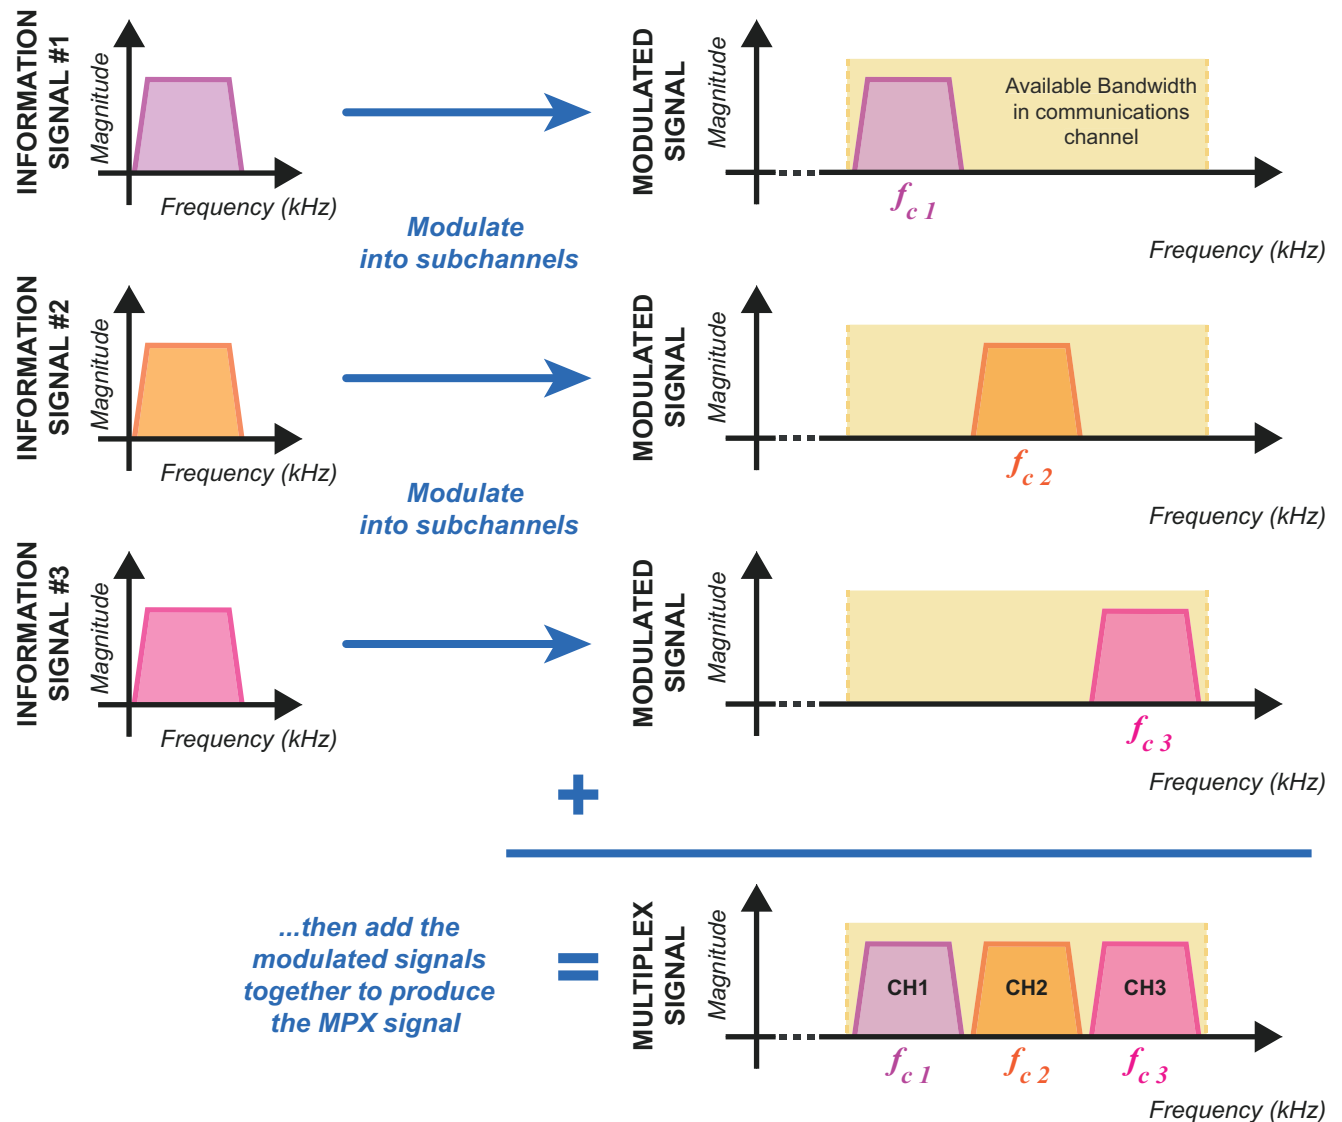 INFORMATION
SIGNAL #1
Magnitude
Frequency (kHz)
MODULATED
SIGNAL
Magnitude
Available Bandwidth
in communications
channel
fc 1
Frequency (kHz)
Modulate
into subchannels
INFORMATION
SIGNAL #2
Magnitude
Frequency (kHz)
MODULATED
SIGNAL
Magnitude
fc 2
Frequency (kHz)
Modulate
into subchannels
INFORMATION
SIGNAL #3
Magnitude
Frequency (kHz)
MODULATED
SIGNAL
Magnitude
fc 3
Frequency (kHz)
+
...then add the
modulated signals
together to produce
the MPX signal
=
MULTIPLEX
SIGNAL
Magnitude
CH1
CH2
CH3
fc 1
fc 2
fc 3
Frequency (kHz)